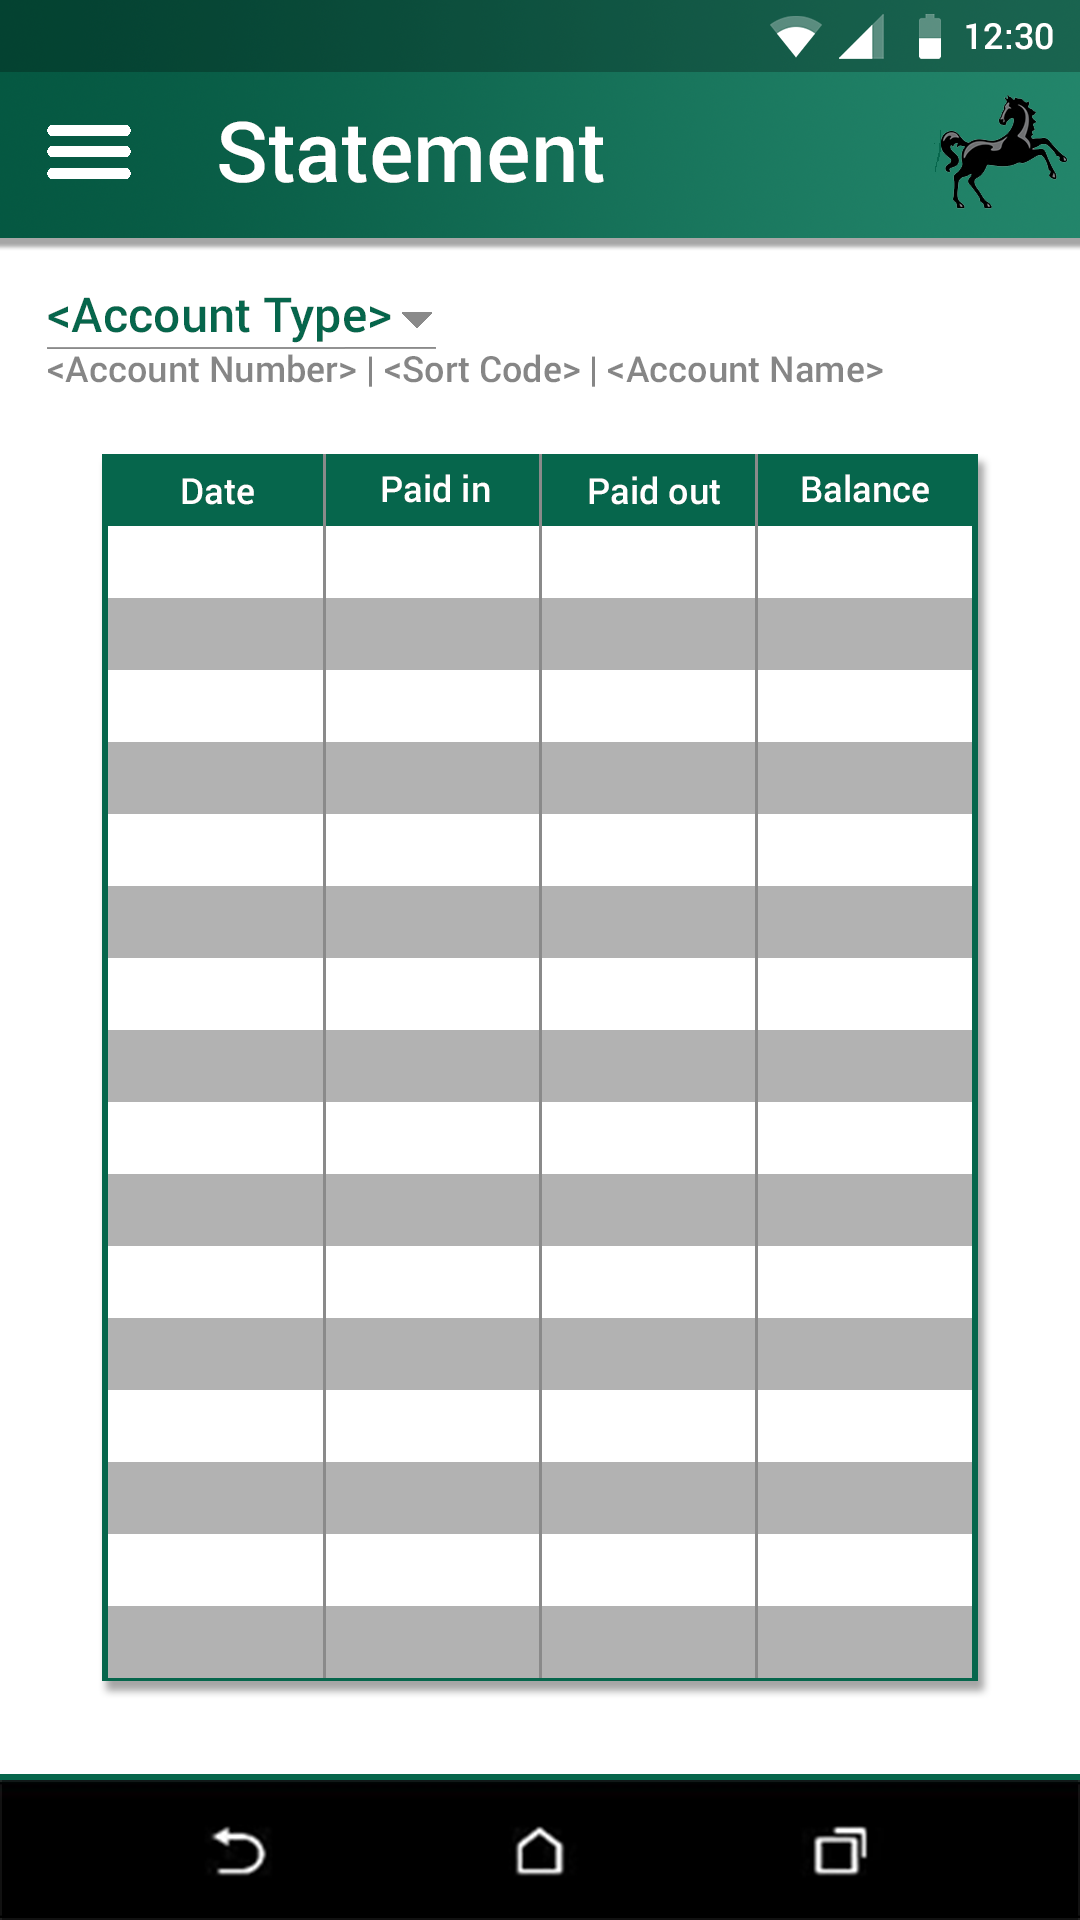 12:30
Statement
<Account Type>
<Account Number> | <Sort Code> | <Account Name>
Date Paid in Paid out Balance